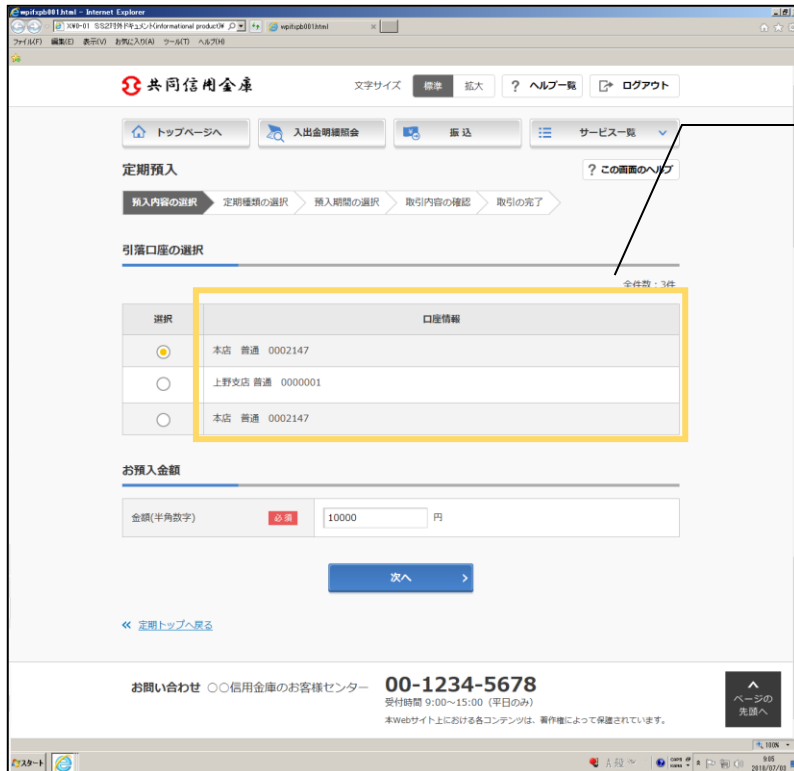 wpifxpb001html - Internet Explorer
wpifxpb001html
ファイル(F) 編集(E) 表示(V) お気に入り(A) ツール(T) ヘルプ(H)
共同信用金庫
文字サイズ 標準 拡大 ? ヘルプ一覧 ログアウト
トップページへ 入出金明細照会 振込 サービス一覧
定期預入
? この画面のヘルプ
預入内容の選択 定期種類の選択 預入期間の選択 取引内容の確認 取引の完了
引落口座の選択
全件数：3件
選択 口座情報
本店 普通 0002147
上野支店 普通 0000001
本店 普通 0002147
お預入金額
金額(半角数字) 必須 10000 円
次へ
定期トップへ戻る
お問い合わせ 〇〇信用金庫のお客様センター 00-1234-5678
受付時間 9:00～15:00（平日のみ）
本Webサイト上における各コンテンツは、著作権によって保護されています。
ページの
先頭へ
100%
スタート
9:05
2018/07/03